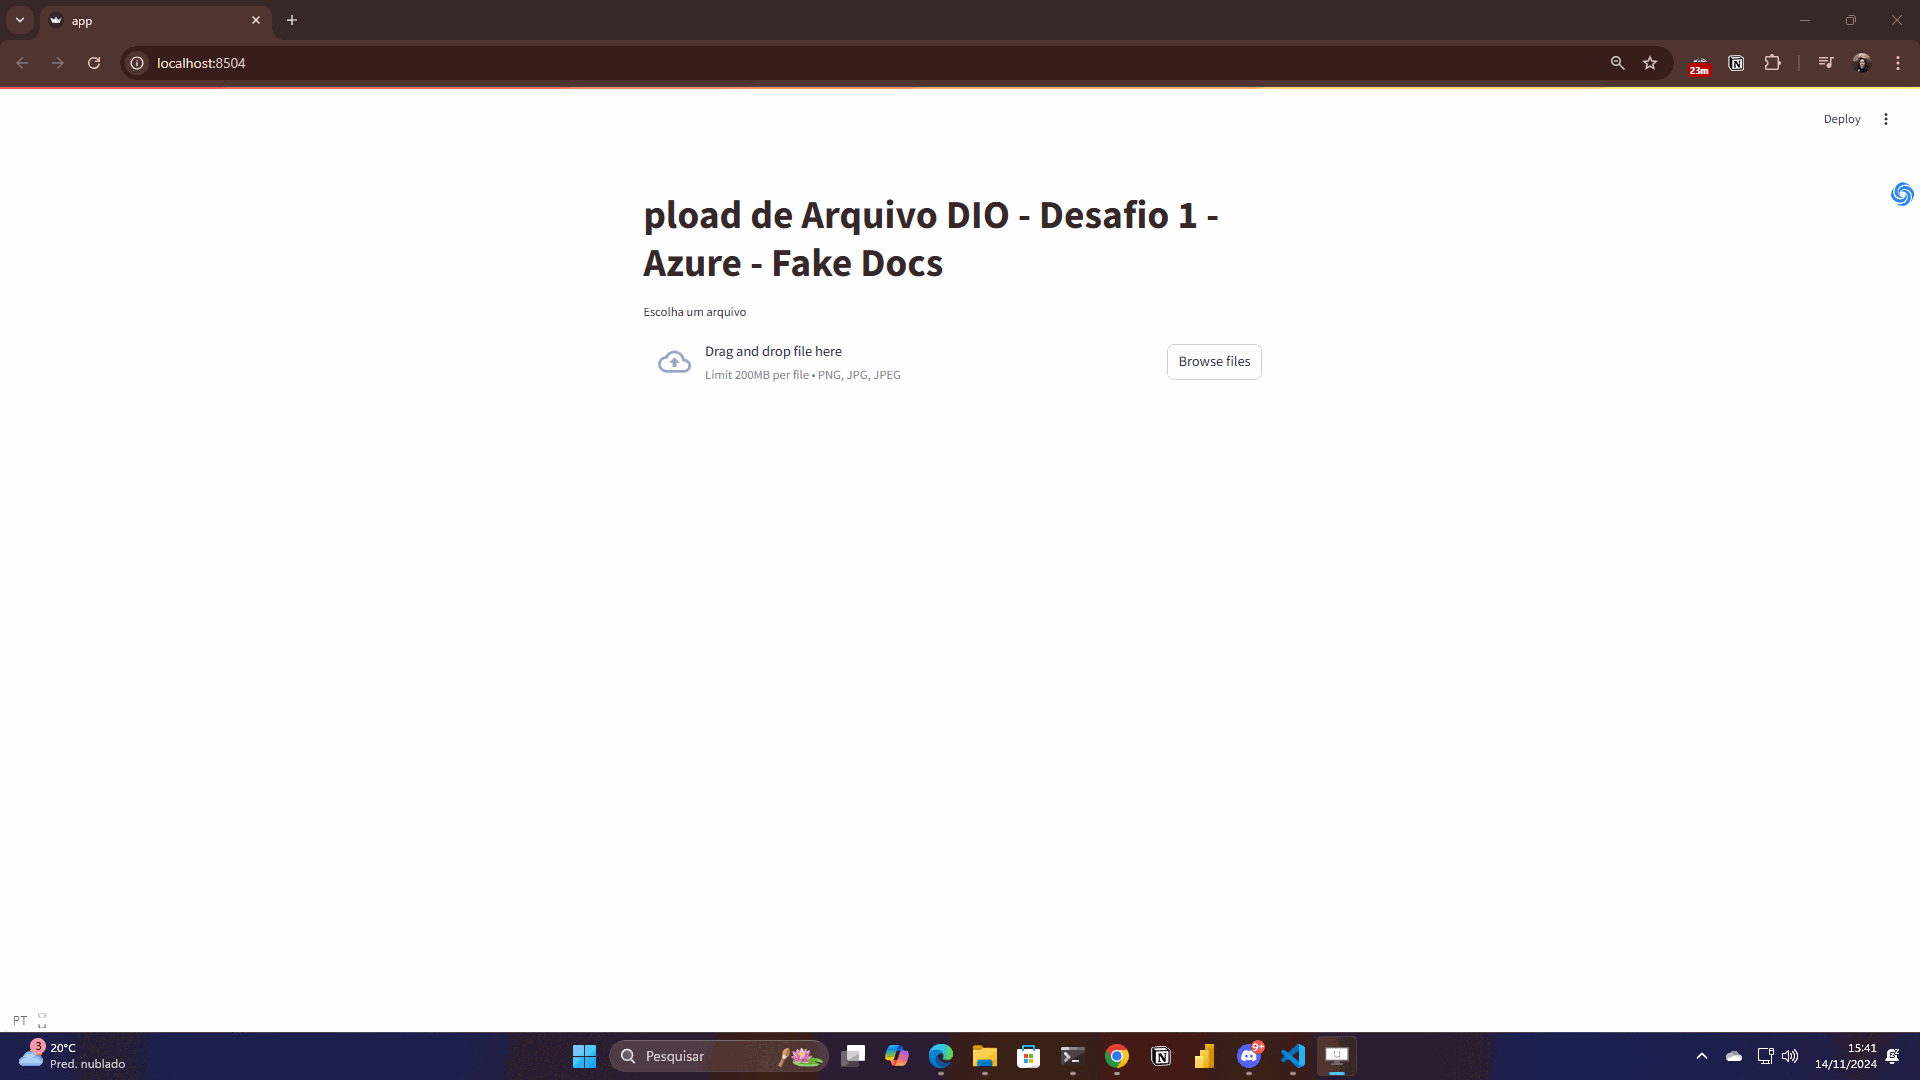 app
localhost:8504
23m
Deploy
pload de Arquivo DIO - Desafio 1 -
Azure - Fake Docs
Escolha um arquivo
Drag and drop file here
Limit 200MB per file • PNG, JPG, JPEG
Browse files
PT
3
20°C
Pred. nublado
Pesquisar
9+
15:41
14/11/2024